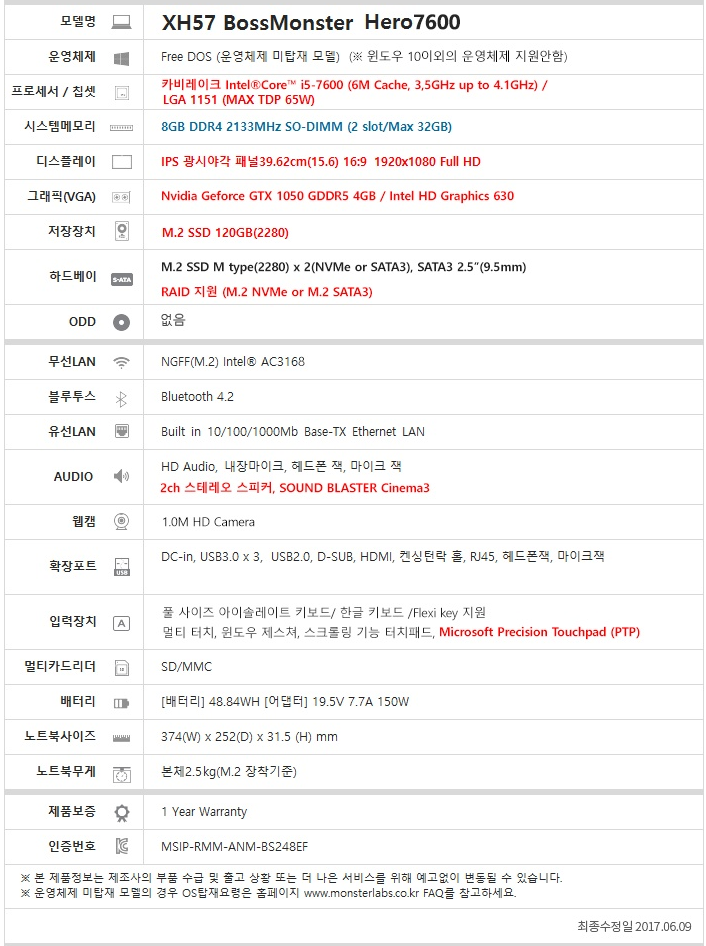 모델명 XH57 BossMonster Hero7600
운영체제 Free DOS (운영체제 미탑재 모델) (※ 윈도우 10이외의 운영체제 지원안함)
프로세서 / 칩셋 카비레이크 Intel®Core™ i5-7600 (6M Cache, 3,5GHz up to 4.1GHz) /
LGA 1151 (MAX TDP 65W)
시스템메모리 8GB DDR4 2133MHz SO-DIMM (2 slot/Max 32GB)
디스플레이 IPS 광시야각 패널39.62cm(15.6) 16:9 1920x1080 Full HD
그래픽(VGA) Nvidia Geforce GTX 1050 GDDR5 4GB / Intel HD Graphics 630
저장장치 M.2 SSD 120GB(2280)
하드베이 S-ATA M.2 SSD M type(2280) x 2(NVMe or SATA3), SATA3 2.5”(9.5mm)
RAID 지원 (M.2 NVMe or M.2 SATA3)
ODD 없음
무선LAN NGFF(M.2) Intel® AC3168
블루투스 Bluetooth 4.2
유선LAN Built in 10/100/1000Mb Base-TX Ethernet LAN
AUDIO HD Audio, 내장마이크, 헤드폰 잭, 마이크 잭
2ch 스테레오 스피커, SOUND BLASTER Cinema3
웹캠 1.0M HD Camera
확장포트 USB DC-in, USB3.0 x 3, USB2.0, D-SUB, HDMI, 켄싱턴락 홀, RJ45, 헤드폰잭, 마이크잭
입력장치 A 풀 사이즈 아이솔레이트 키보드/ 한글 키보드 /Flexi key 지원
멀티 터치, 윈도우 제스쳐, 스크롤링 기능 터치패드, Microsoft Precision Touchpad (PTP)
멀티카드리더 SD/MMC
배터리 [배터리] 48.84WH [어댑터] 19.5V 7.7A 150W
노트북사이즈 374(W) x 252(D) x 31.5 (H) mm
노트북무게 본체2.5kg(M.2 장착기준)
제품보증 1 Year Warranty
인증번호 MSIP-RMM-ANM-BS248EF
※ 본 제품정보는 제조사의 부품 수급 및 출고 상황 또는 더 나은 서비스를 위해 예고없이 변동될 수 있습니다.
※ 운영체제 미탑재 모델의 경우 OS탑재요령은 홈페이지 www.monsterlabs.co.kr FAQ를 참고하세요.
최종수정일 2017.06.09